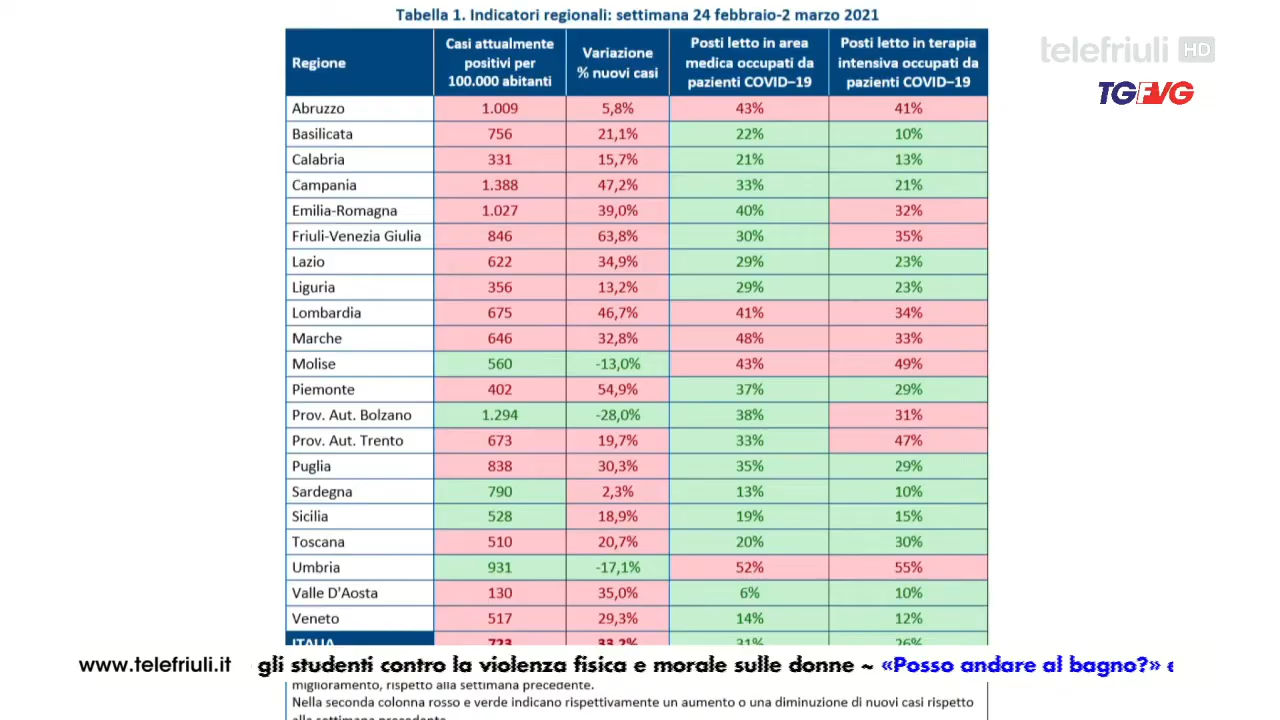 Tabella 1. Indicatori regionali: settimana 24 febbraio-2 marzo 2021
telefriuli HD
TGFVG
Regione Casi attualmente positivi per 100.000 abitanti Variazione % nuovi casi Posti letto in area medica occupati da pazienti COVID–19 Posti letto in terapia intensiva occupati da pazienti COVID–19
Abruzzo 1.009 5,8% 43% 41%
Basilicata 756 21,1% 22% 10%
Calabria 331 15,7% 21% 13%
Campania 1.388 47,2% 33% 21%
Emilia-Romagna 1.027 39,0% 40% 32%
Friuli-Venezia Giulia 846 63,8% 30% 35%
Lazio 622 34,9% 29% 23%
Liguria 356 13,2% 29% 23%
Lombardia 675 46,7% 41% 34%
Marche 646 32,8% 48% 33%
Molise 560 -13,0% 43% 49%
Piemonte 402 54,9% 37% 29%
Prov. Aut. Bolzano 1.294 -28,0% 38% 31%
Prov. Aut. Trento 673 19,7% 33% 47%
Puglia 838 30,3% 35% 29%
Sardegna 790 2,3% 13% 10%
Sicilia 528 18,9% 19% 15%
Toscana 510 20,7% 20% 30%
Umbria 931 -17,1% 52% 55%
Valle D'Aosta 130 35,0% 6% 10%
Veneto 517 29,3% 14% 12%
ITALIA 723 33,2% 31% 26%
www.telefriuli.it gli studenti contro la violenza fisica e morale sulle donne ~ «Posso andare al bagno?» e
miglioramento, rispetto alla settimana precedente.
Nella seconda colonna rosso e verde indicano rispettivamente un aumento o una diminuzione di nuovi casi rispetto
alla settimana precedente